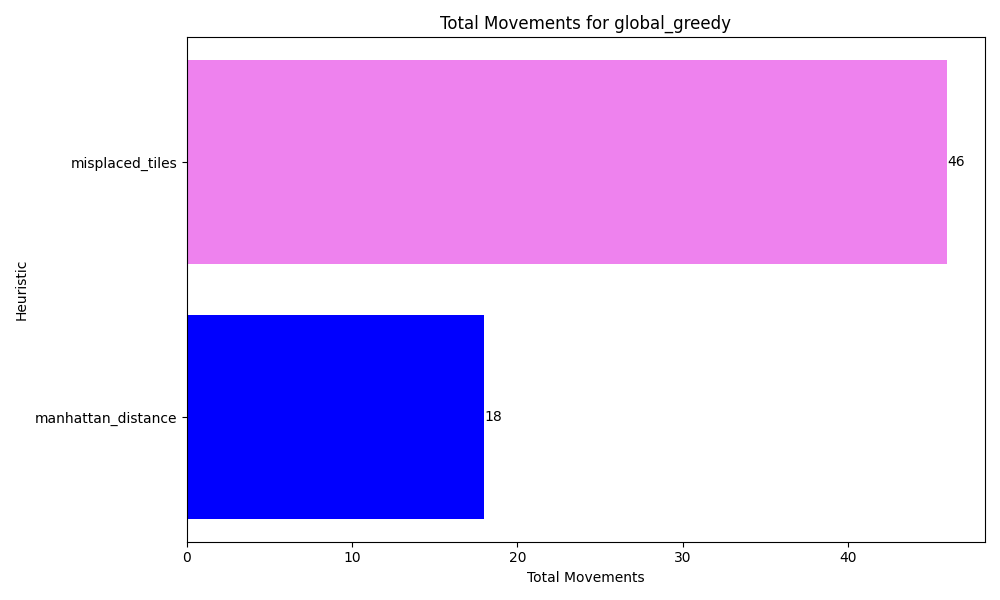 Total Movements for global_greedy
misplaced_tiles
46
Heuristic
manhattan_distance
18
0 10 20 30 40
Total Movements